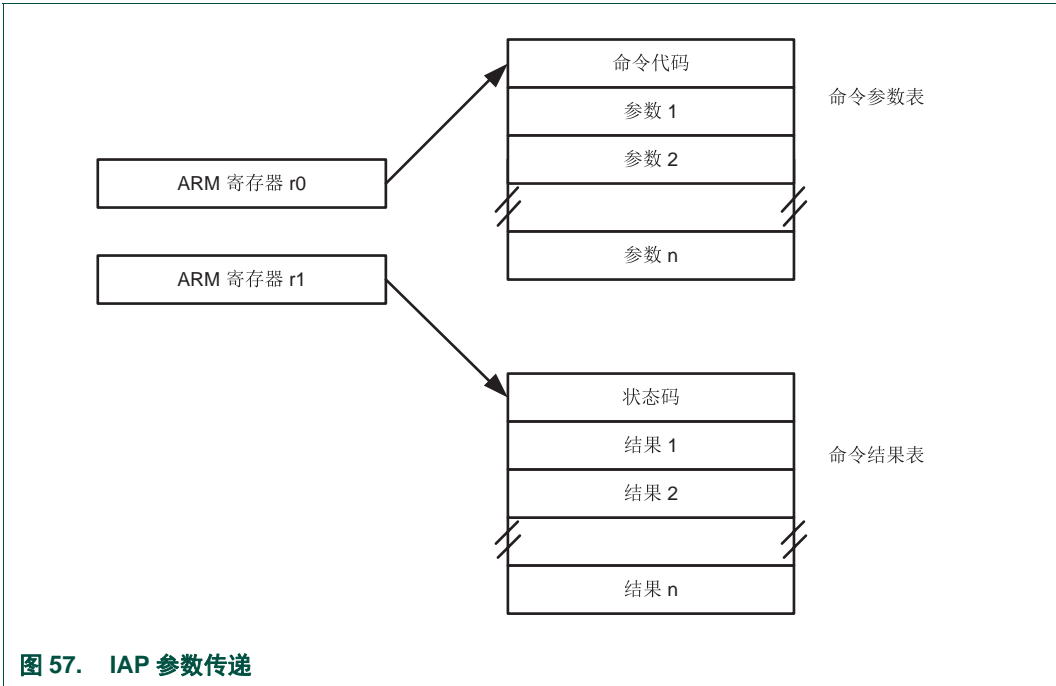 命令代码
命令参数表
参数 1
参数 2
ARM 寄存器 r0
参数 n
ARM 寄存器 r1
状态码
结果 1
命令结果表
结果 2
结果 n
图 57. IAP 参数传递